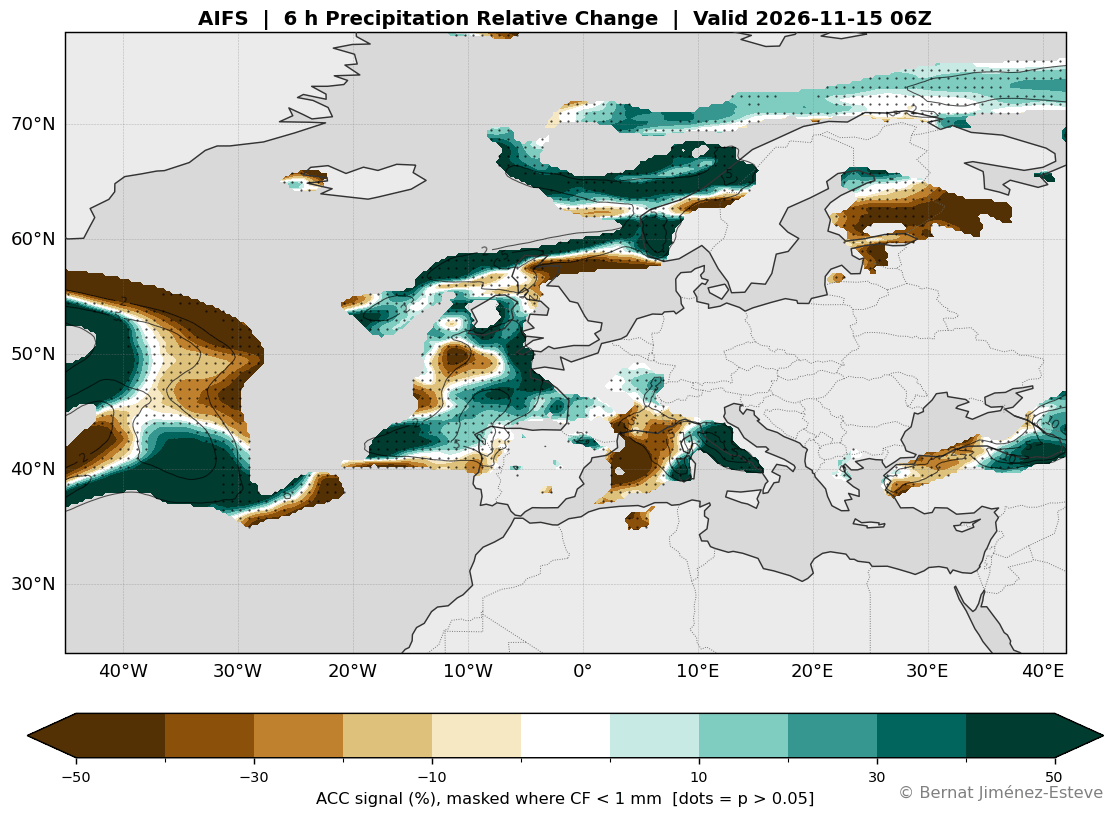 AIFS | 6 h Precipitation Relative Change | Valid 2026-11-15 06Z
70°N
60°N
50°N
40°N
30°N
40°W 30°W 20°W 10°W 0° 10°E 20°E 30°E 40°E
−50 −30 −10 10 30 50
ACC signal (%), masked where CF < 1 mm [dots = p > 0.05]
© Bernat Jiménez-Esteve